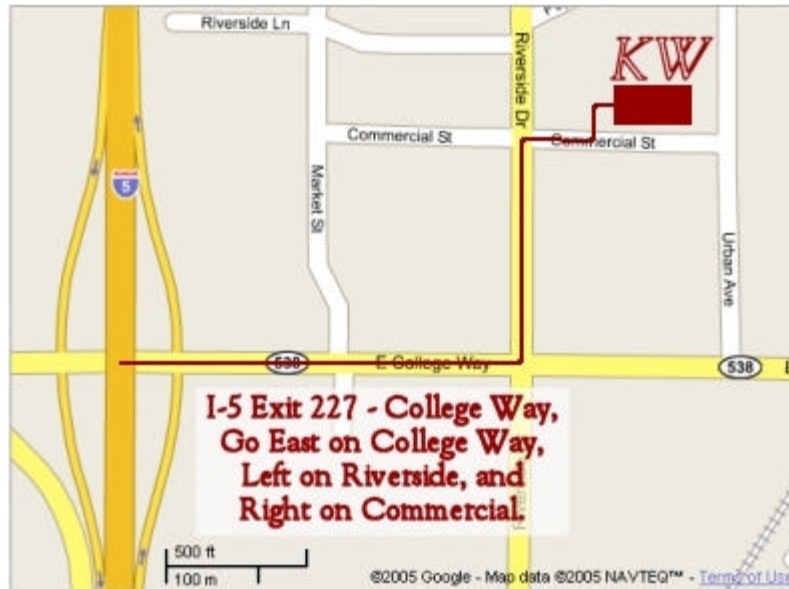 Riverside Ln
Riverside Dr
KW
Commercial St
Commercial St
5
Market St
Urban Ave
538
E College Way
538
I-5 Exit 227 - College Way,
Go East on College Way,
Left on Riverside, and
Right on Commercial.
500 ft
100 m
©2005 Google - Map data ©2005 NAVTEQ™ - Terms of Use